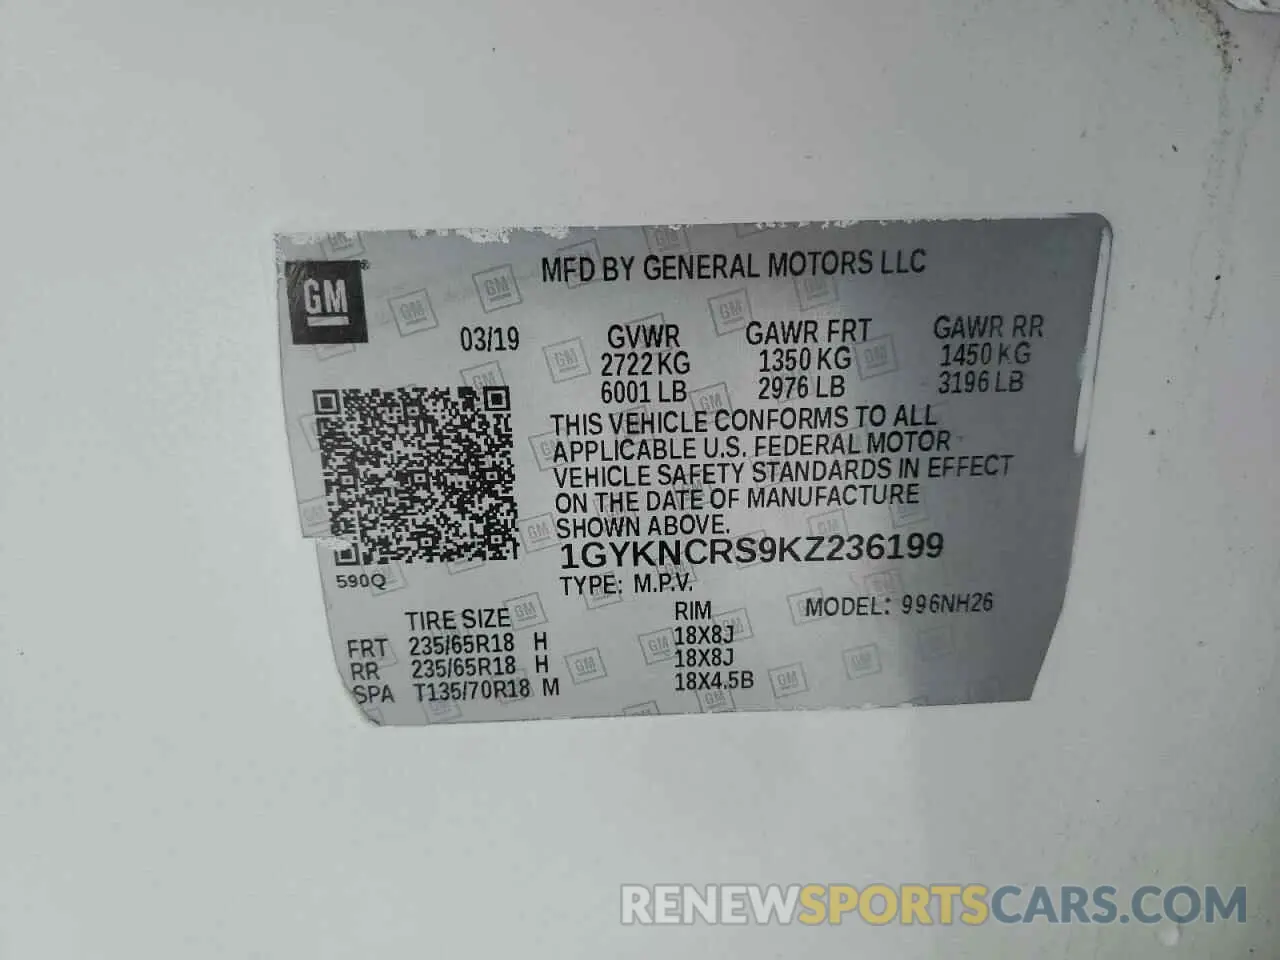 MFD BY GENERAL MOTORS LLC
GM
03/19 GVWR GAWR FRT GAWR RR
2722 KG 1350 KG 1450 KG
6001 LB 2976 LB 3196 LB
THIS VEHICLE CONFORMS TO ALL
APPLICABLE U.S. FEDERAL MOTOR
VEHICLE SAFETY STANDARDS IN EFFECT
ON THE DATE OF MANUFACTURE
SHOWN ABOVE.
1GYKNCRS9KZ236199
590Q
TYPE: M.P.V.
TIRE SIZE RIM MODEL: 996NH26
FRT 235/65R18 H 18X8J
RR 235/65R18 H 18X8J
SPA T135/70R18 M 18X4.5B
RENEWSPORTSCARS.COM